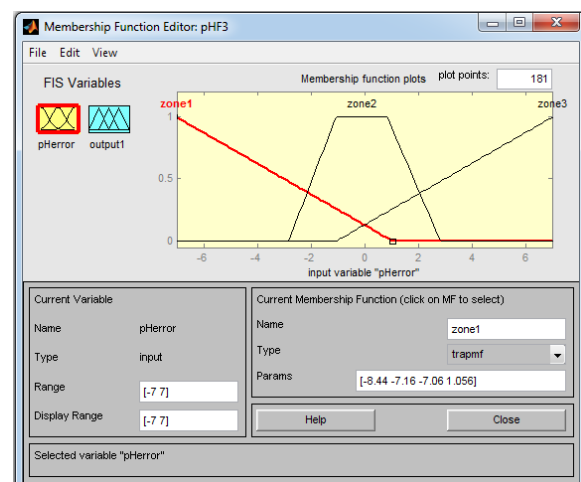 Membership Function Editor: pHF3
File Edit View
FIS Variables
Membership function plots plot points: 181
zone1 zone2 zone3
pHerror output1
1
0.5
0
-6 -4 -2 0 2 4 6
input variable "pHerror"
Current Variable
Name pHerror
Type input
Range [-7 7]
Display Range [-7 7]
Current Membership Function (click on MF to select)
Name zone1
Type trapmf
Params [-8.44 -7.16 -7.06 1.056]
Help Close
Selected variable "pHerror"